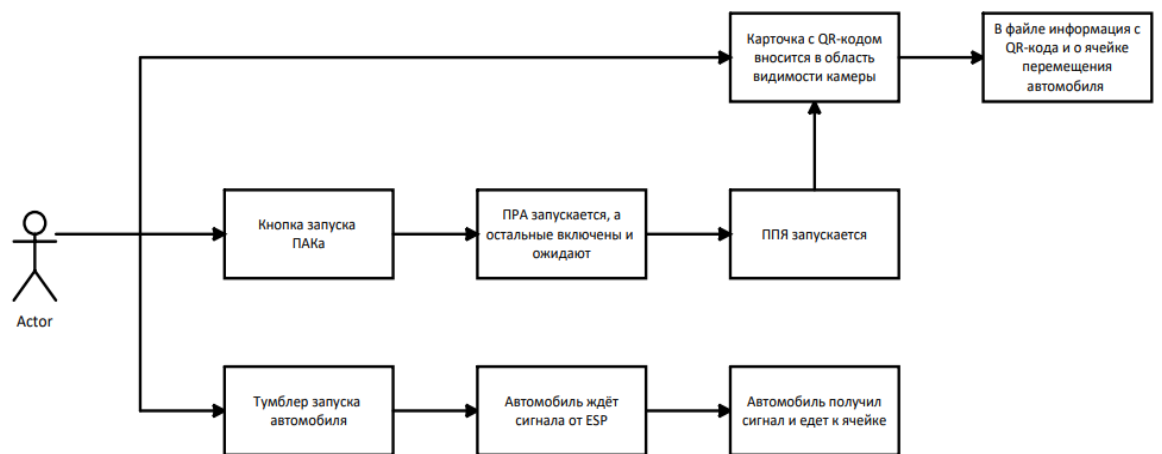 Карточка с QR-кодом
вносится в область
видимости камеры
В файле информация с
QR-кода и о ячейке
перемещения
автомобиля
Кнопка запуска
ПАКа
ПРА запускается, а
остальные включены и
ожидают
ППЯ запускается
Actor
Тумблер запуска
автомобиля
Автомобиль ждёт
сигнала от ESP
Автомобиль получил
сигнал и едет к ячейке